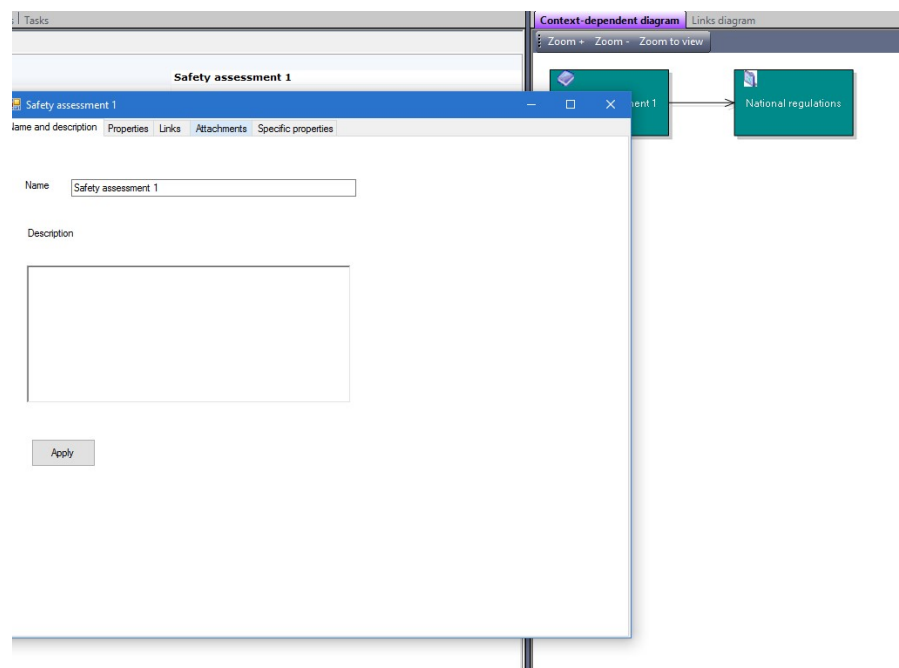 Tasks
Context-dependent diagram Links diagram
Zoom + Zoom - Zoom to view
Safety assessment 1
Safety assessment 1
Name and description Properties Links Attachments Specific properties
ent 1
National regulations
Name Safety assessment 1
Description
Apply